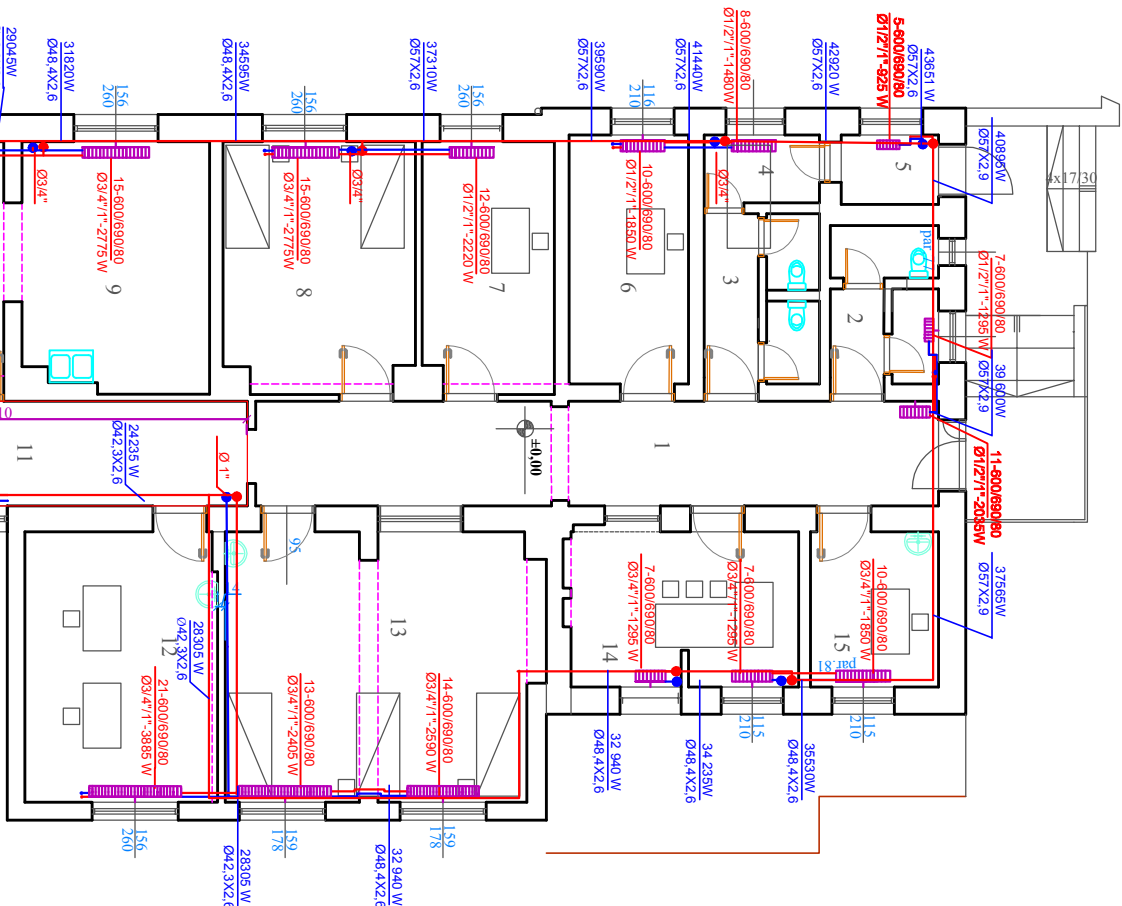 29045W
31820W
Ø48,4X2,6
156
260
34595W
Ø48,4X2,6
156
260
37310W
Ø57X2,6
156
260
39590W
Ø57X2,6
116
210
41440W
Ø57X2,6
8-600/690/80
Ø1/2"/1"-1480W
42920 W
Ø57X2,6
5-600/690/80
Ø1/2"/1"-925 W
43651 W
Ø57X2,6
40895W
Ø57X2,9
4x17/30
Ø3/4"
15-600/690/80
Ø3/4"/1"-2775W
9
Ø3/4"
15-600/690/80
Ø3/4"/1"-2775W
8
12-600/690/80
Ø1/2"/1"-2220 W
7
10-600/690/80
Ø1/2"/1"-1850 W
6
Ø3/4"
4
5
3
2
par
7-600/690/80
Ø1/2"/1"-1295 W
39 600W
Ø57X2,9
11-600/690/80
Ø1/2"/1"-2035W
37565W
Ø57X2,9
10
11
24235 W
Ø42,3X2,6
Ø 1"
±0,00
1
95
4
12
28305 W
Ø42,3X2,6
21-600/690/80
Ø3/4"/1"-3885 W
13
13-600/690/80
Ø3/4"/1"-2405 W
14-600/690/80
Ø3/4"/1"-2590 W
14
7-600/690/80
Ø3/4"/1"-1295 W
7-600/690/80
Ø3/4"/1"-1295 W
15
10-600/690/80
Ø3/4"/1"-1850 W
par.81
32 940 W
Ø48,4X2,6
34 235W
Ø48,4X2,6
115
210
35530W
Ø48,4X2,6
115
210
156
260
28305 W
Ø42,3X2,6
159
178
32 940 W
Ø48,4X2,6
159
178